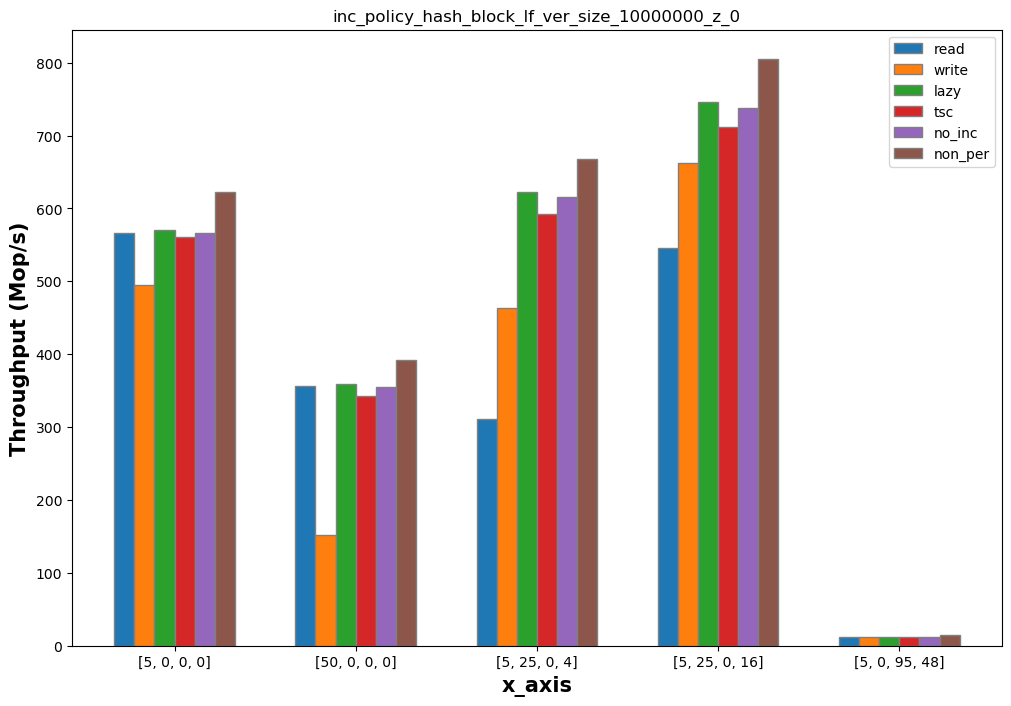 inc_policy_hash_block_lf_ver_size_10000000_z_0
read
write
lazy
tsc
no_inc
non_per
Throughput (Mop/s)
800
700
600
500
400
300
200
100
0
[5, 0, 0, 0] [50, 0, 0, 0] [5, 25, 0, 4] [5, 25, 0, 16] [5, 0, 95, 48]
x_axis